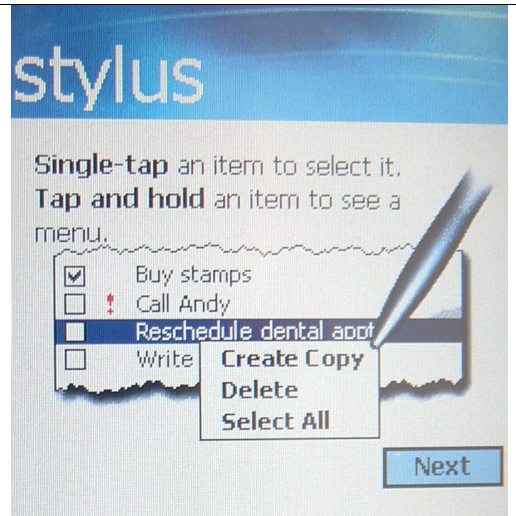 stylus
Single-tap an item to select it.
Tap and hold an item to see a
menu.
Buy stamps
! Call Andy
Reschedule dental appt
Write
Create Copy
Delete
Select All
Next